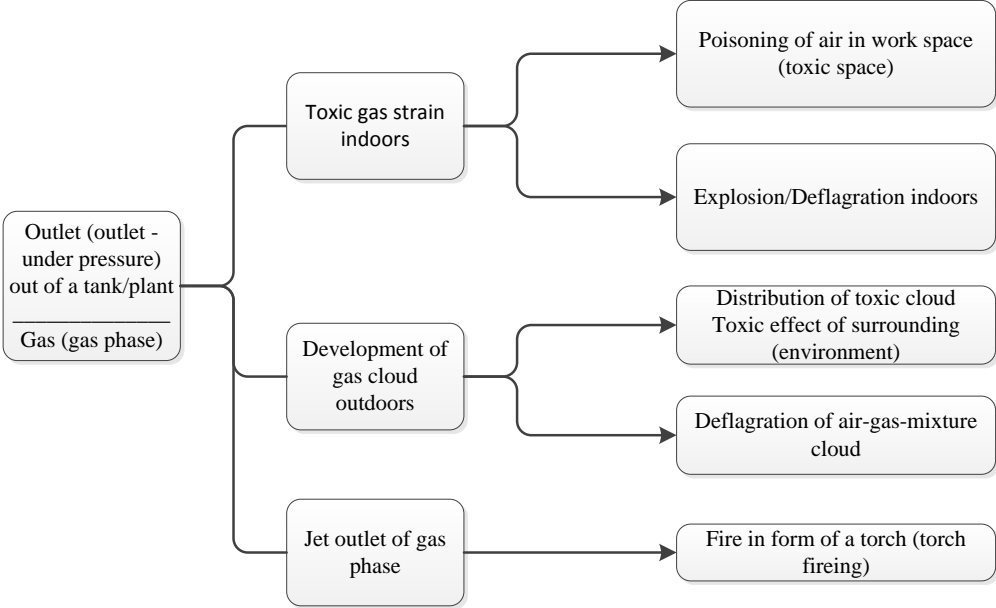 Outlet (outlet -
under pressure)
out of a tank/plant
_______________
Gas (gas phase)
Toxic gas strain
indoors
Development of
gas cloud
outdoors
Jet outlet of gas
phase
Poisoning of air in work space
(toxic space)
Explosion/Deflagration indoors
Distribution of toxic cloud
Toxic effect of surrounding
(environment)
Deflagration of air-gas-mixture
cloud
Fire in form of a torch (torch
fireing)